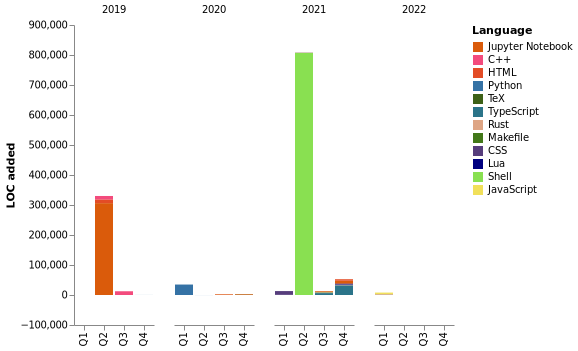 2019 2020 2021 2022
900,000
800,000
700,000
600,000
500,000
400,000
300,000
200,000
100,000
0
−100,000
LOC added
Q1 Q2 Q3 Q4 Q1 Q2 Q3 Q4 Q1 Q2 Q3 Q4 Q1 Q2 Q3 Q4
Language
Jupyter Notebook
C++
HTML
Python
TeX
TypeScript
Rust
Makefile
CSS
Lua
Shell
JavaScript